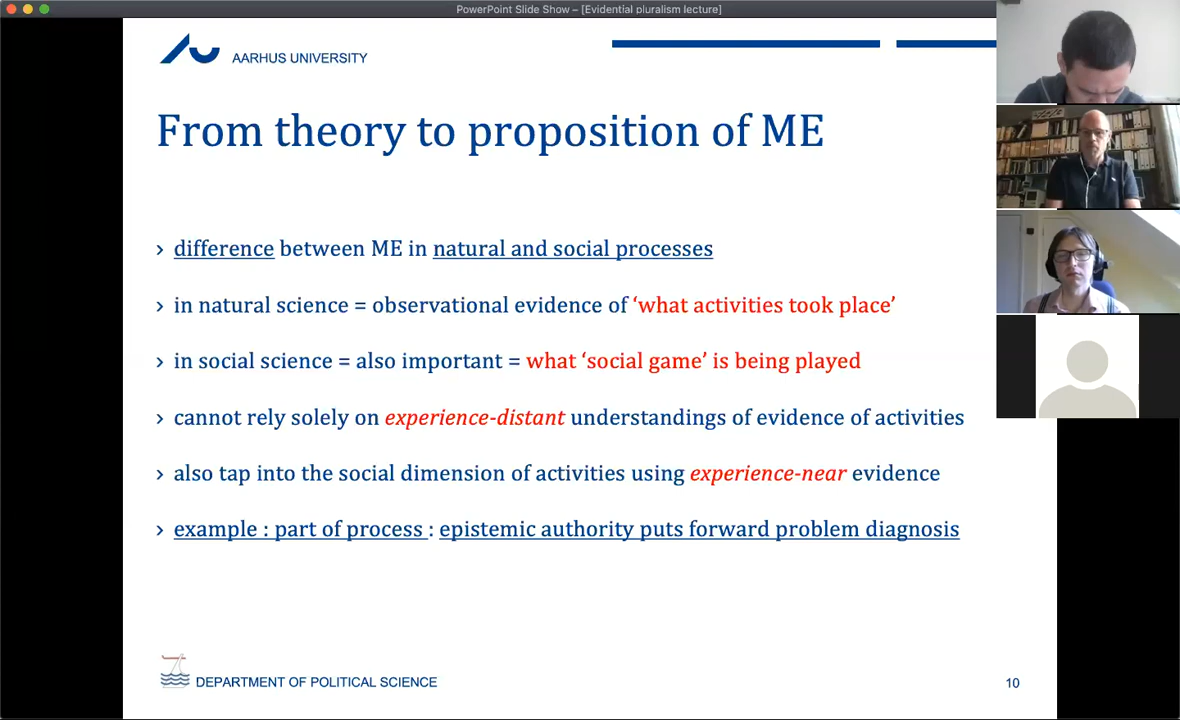 PowerPoint Slide Show – [Evidential pluralism lecture]
AARHUS UNIVERSITY
From theory to proposition of ME
› difference between ME in natural and social processes
› in natural science = observational evidence of ‘what activities took place’
› in social science = also important = what ‘social game’ is being played
› cannot rely solely on experience-distant understandings of evidence of activities
› also tap into the social dimension of activities using experience-near evidence
› example : part of process : epistemic authority puts forward problem diagnosis
DEPARTMENT OF POLITICAL SCIENCE
10